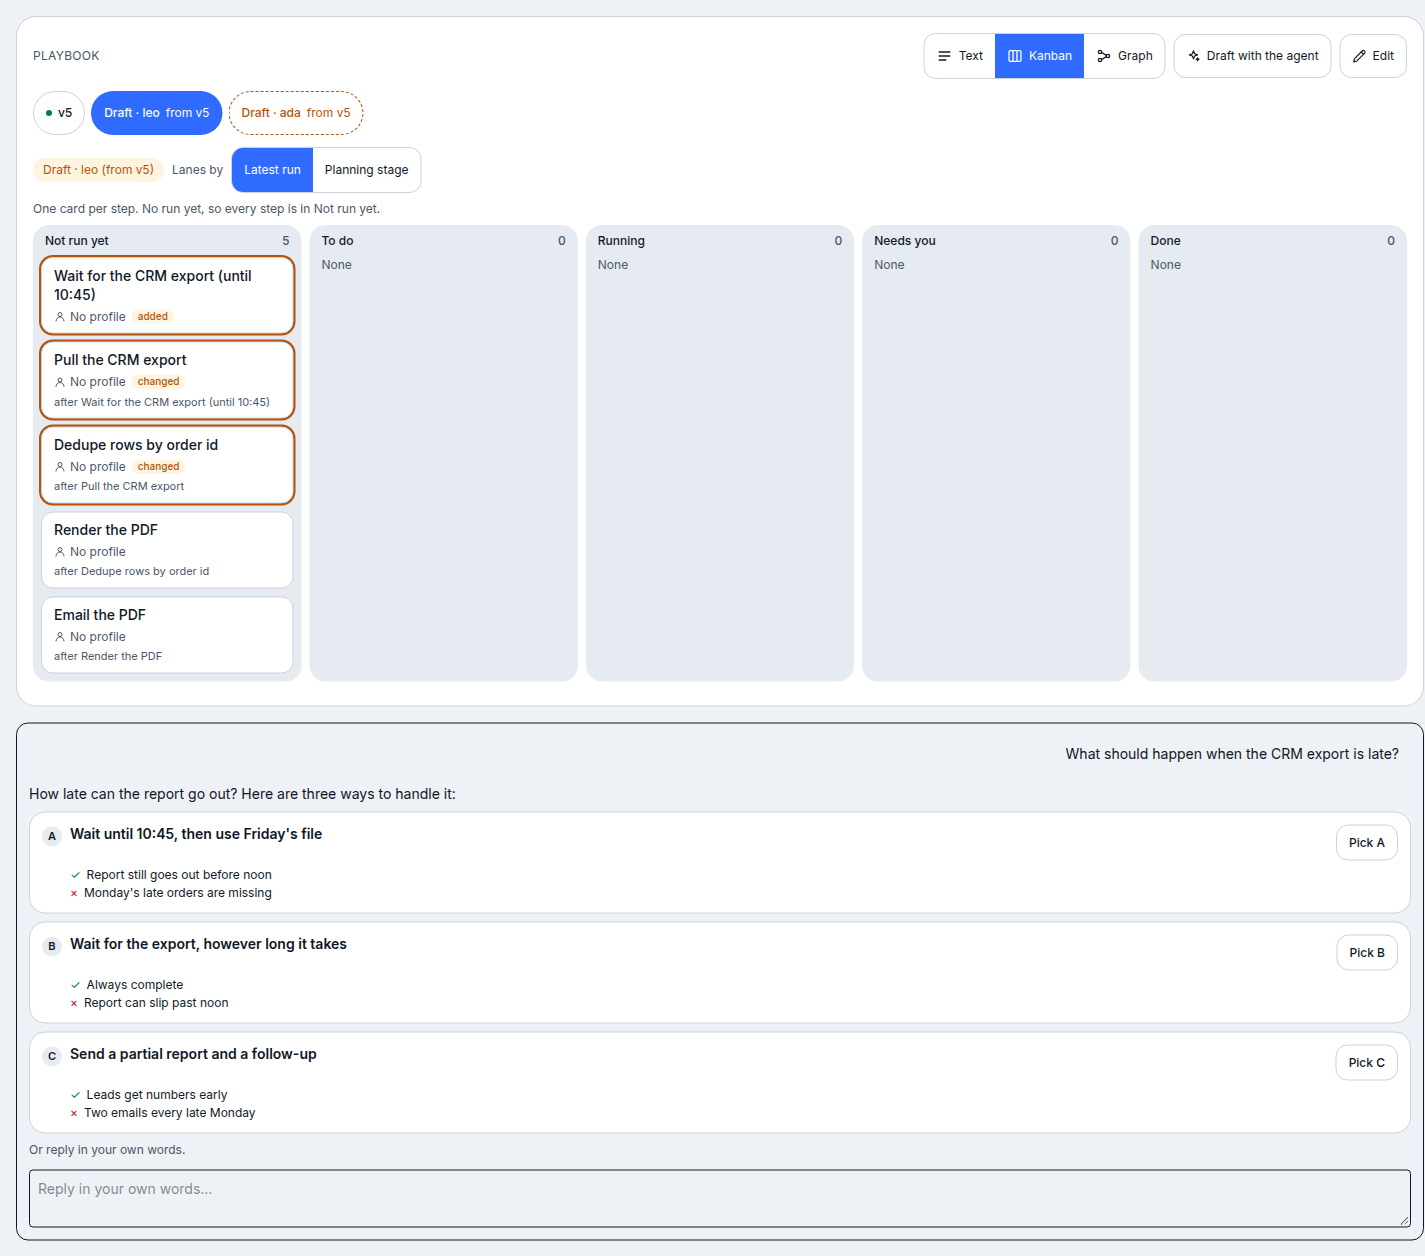 PLAYBOOK
Text
Kanban
Graph
Draft with the agent
Edit
v5
Draft · leo from v5
Draft · ada from v5
Draft · leo (from v5)
Lanes by
Latest run
Planning stage
One card per step. No run yet, so every step is in Not run yet.
Not run yet 5
Wait for the CRM export (until
10:45)
No profile added
Pull the CRM export
No profile changed
after Wait for the CRM export (until 10:45)
Dedupe rows by order id
No profile changed
after Pull the CRM export
Render the PDF
No profile
after Dedupe rows by order id
Email the PDF
No profile
after Render the PDF
To do 0
None
Running 0
None
Needs you 0
None
Done 0
None
What should happen when the CRM export is late?
How late can the report go out? Here are three ways to handle it:
A Wait until 10:45, then use Friday's file
Pick A
✓ Report still goes out before noon
× Monday's late orders are missing
B Wait for the export, however long it takes
Pick B
✓ Always complete
× Report can slip past noon
C Send a partial report and a follow-up
Pick C
✓ Leads get numbers early
× Two emails every late Monday
Or reply in your own words.
Reply in your own words...